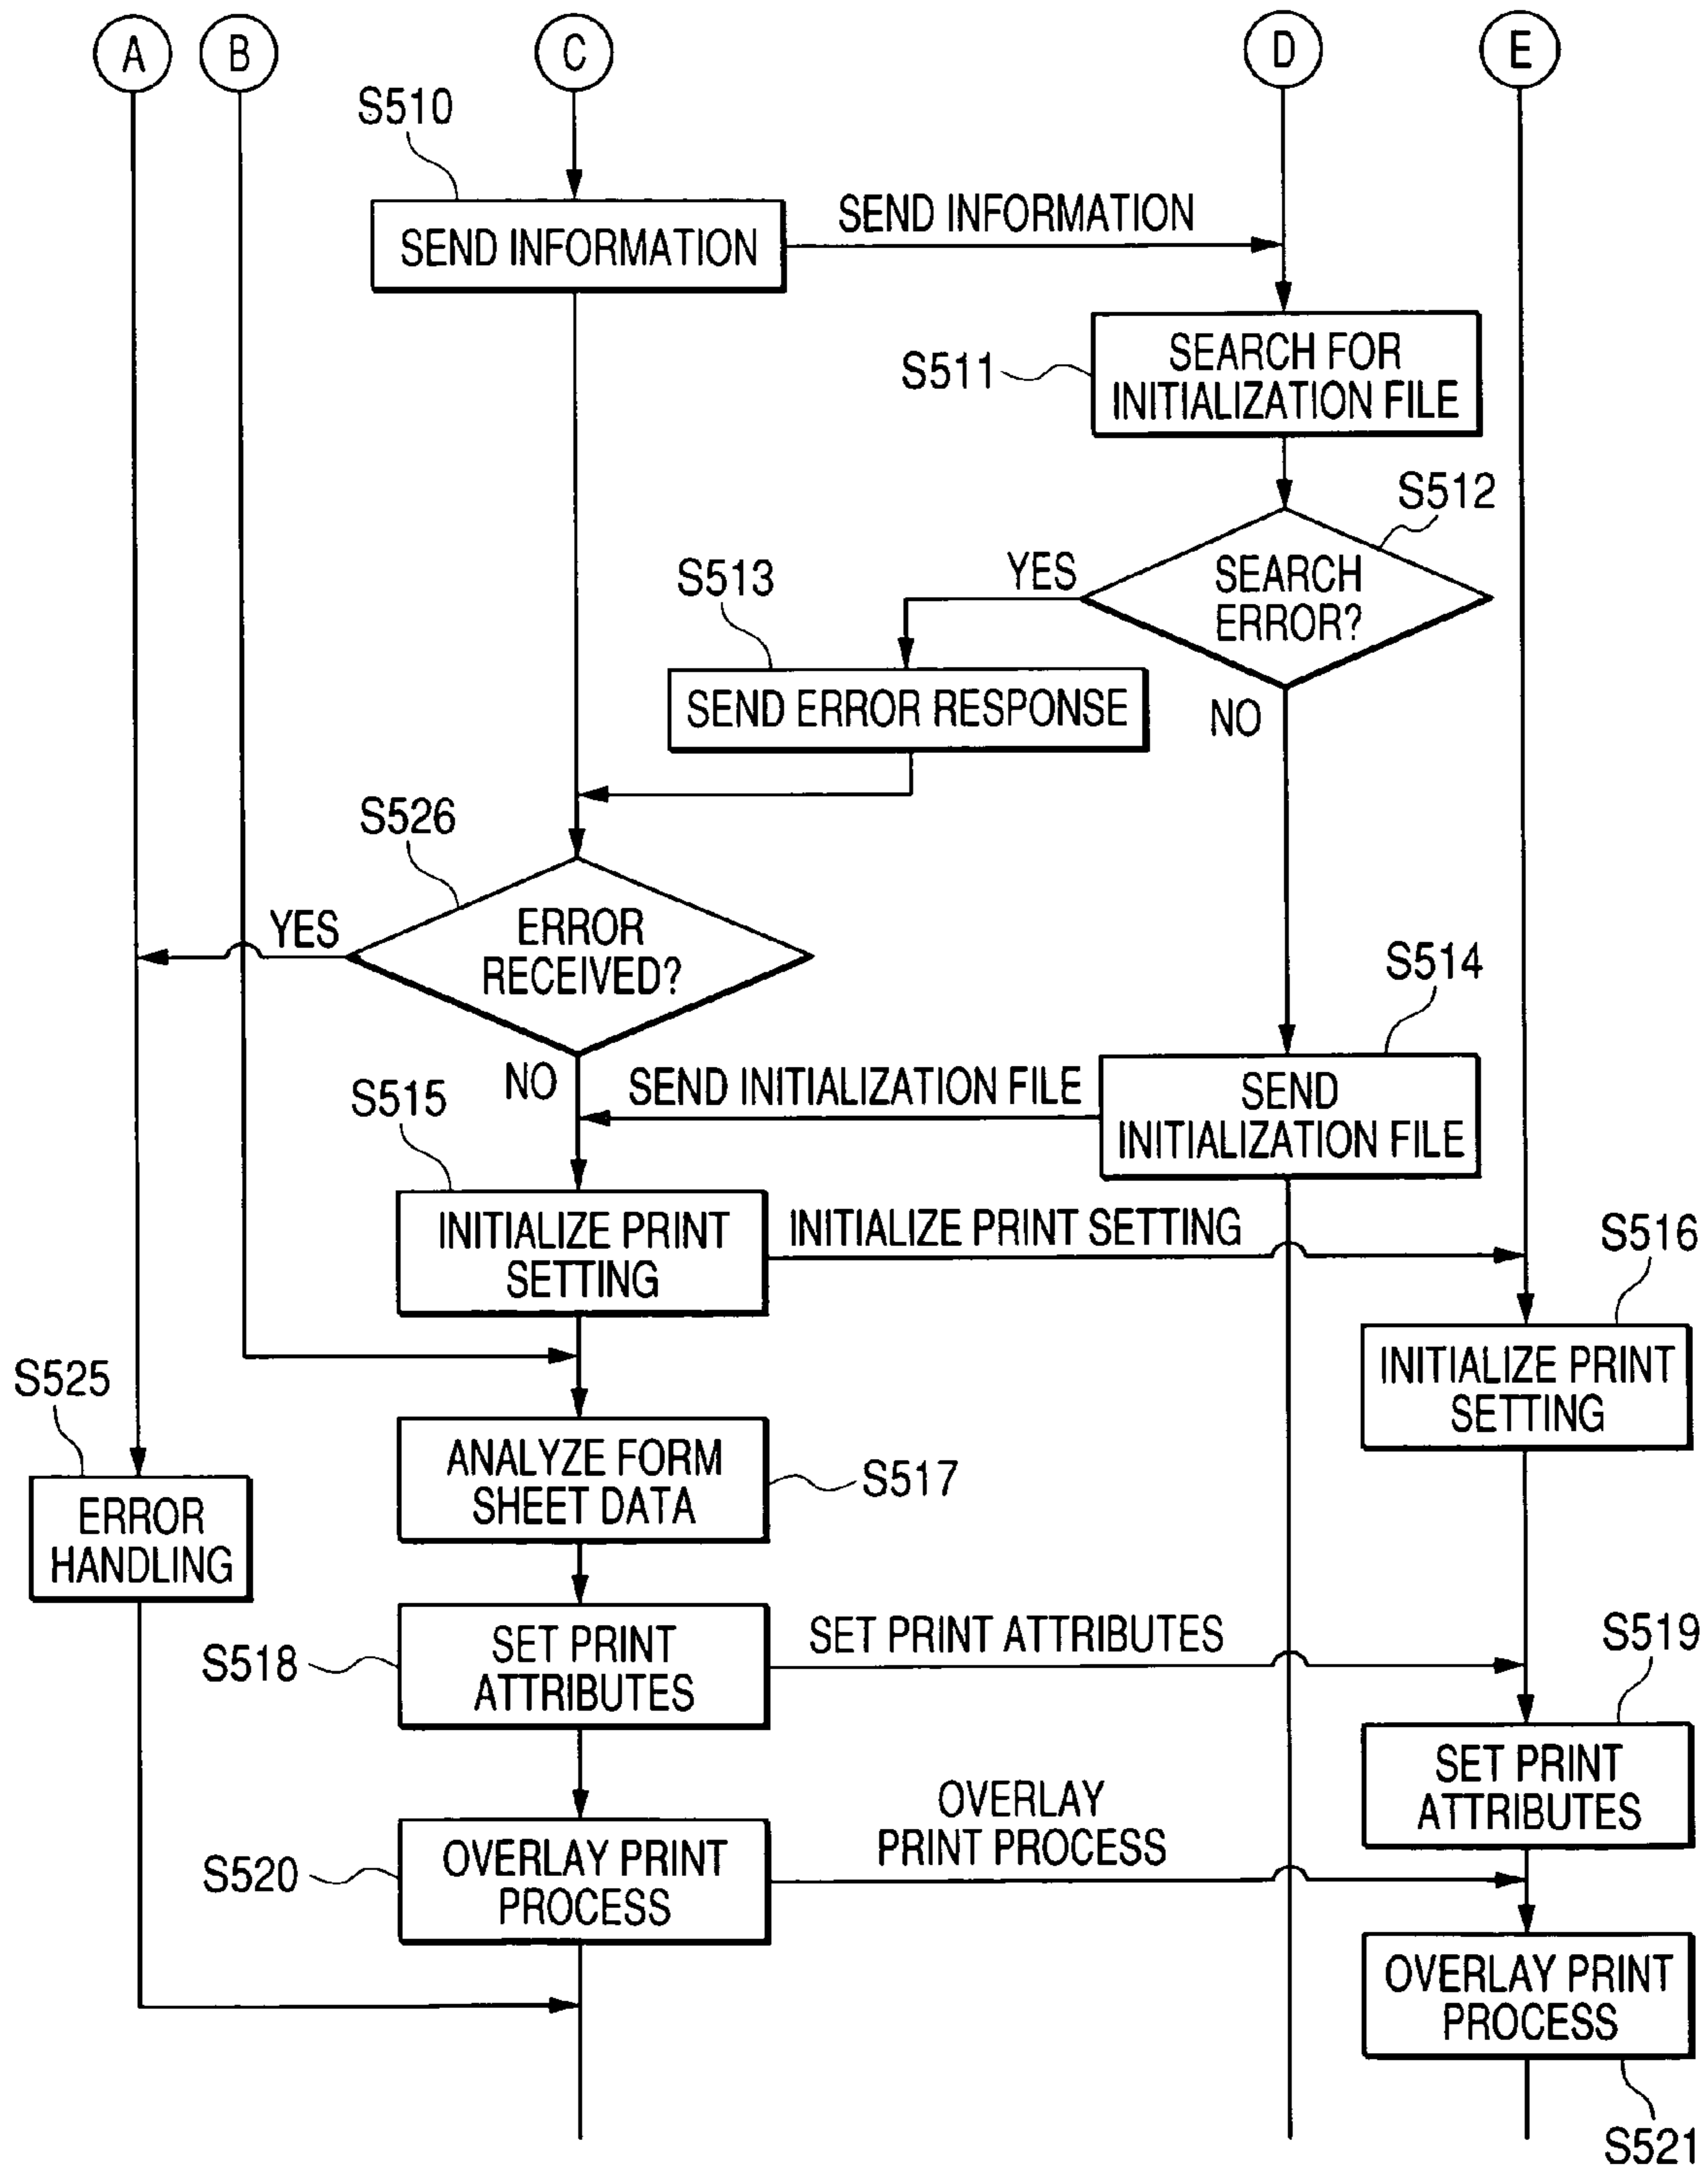 A
B
C
D
E
S510
SEND INFORMATION
SEND INFORMATION
S511
SEARCH FOR
INITIALIZATION FILE
S512
SEARCH
ERROR?
YES
NO
S513
SEND ERROR RESPONSE
S526
ERROR
RECEIVED?
YES
NO
S514
SEND
INITIALIZATION FILE
SEND INITIALIZATION FILE
S515
INITIALIZE PRINT
SETTING
INITIALIZE PRINT SETTING
S516
INITIALIZE PRINT
SETTING
S525
ERROR
HANDLING
ANALYZE FORM
SHEET DATA
S517
S518
SET PRINT
ATTRIBUTES
SET PRINT ATTRIBUTES
S519
SET PRINT
ATTRIBUTES
S520
OVERLAY PRINT
PROCESS
OVERLAY
PRINT PROCESS
OVERLAY PRINT
PROCESS
S521